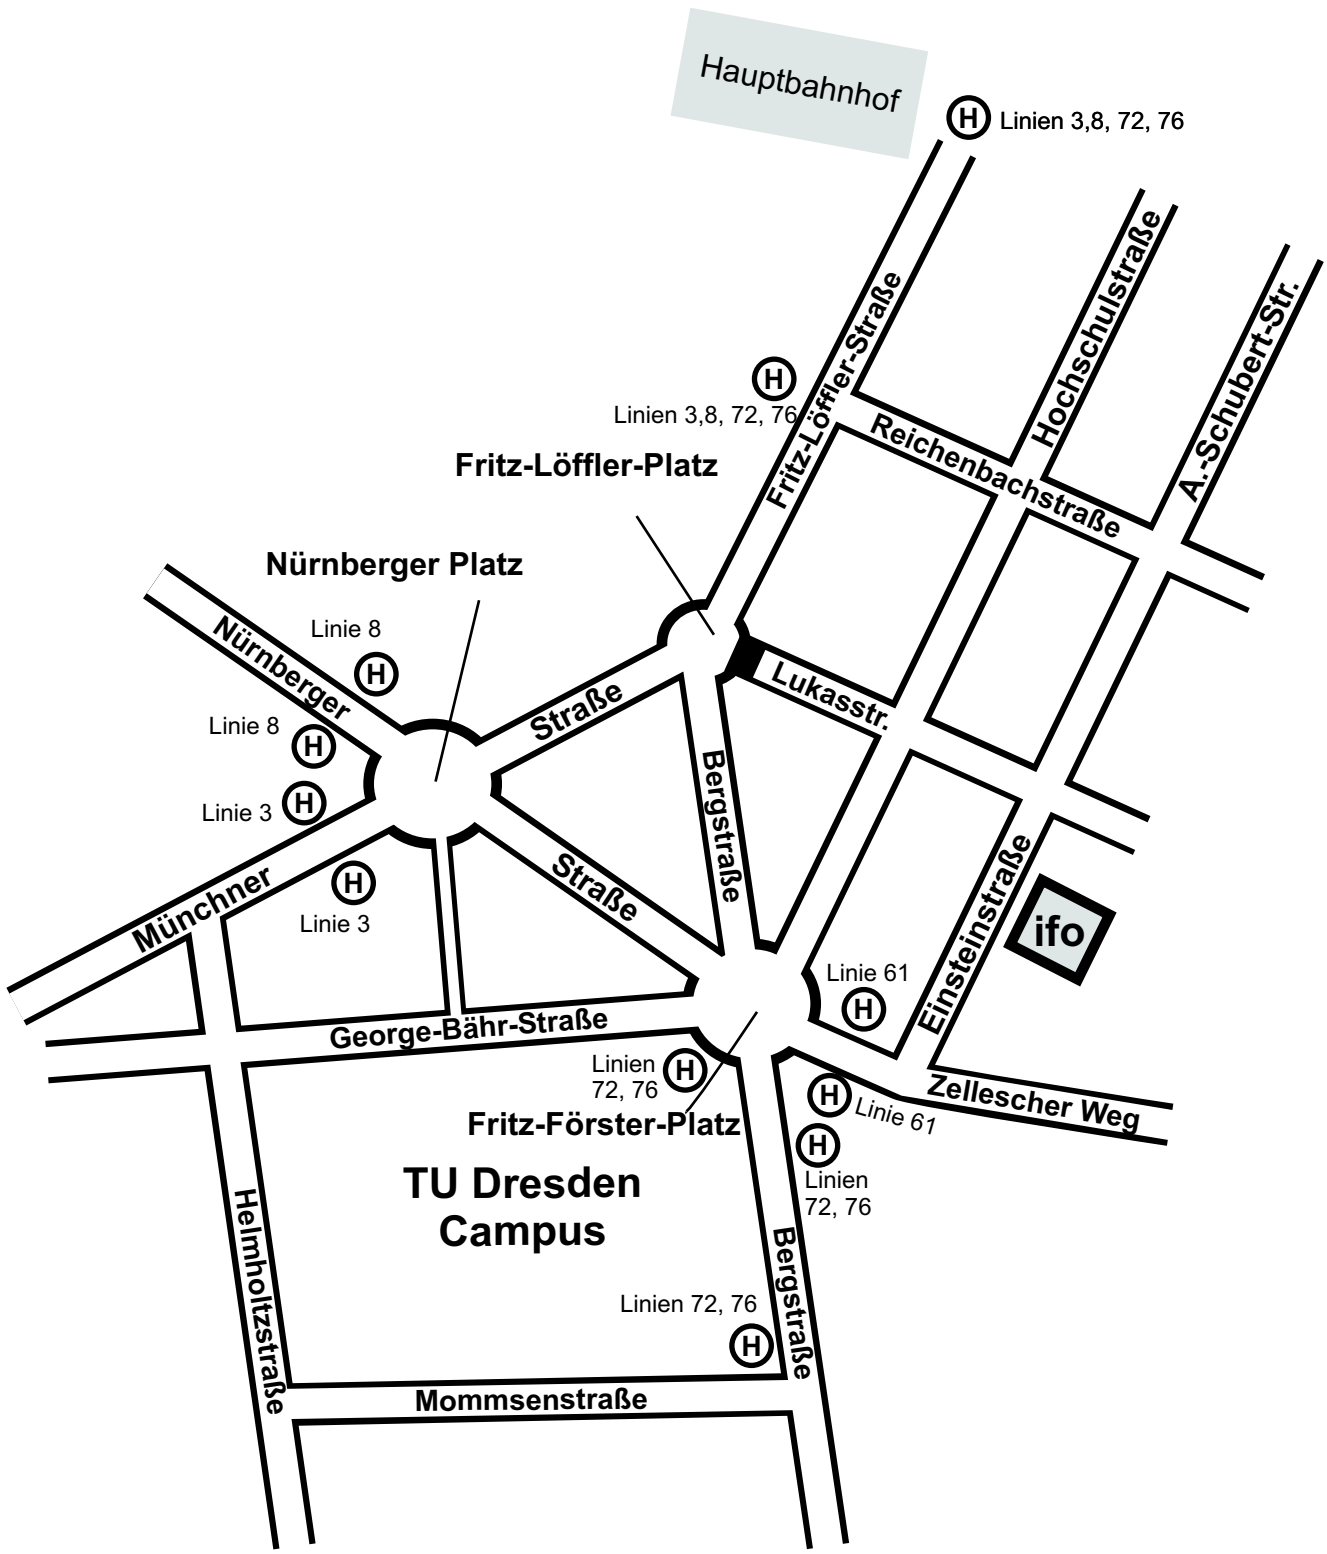 Hauptbahnhof
H
Linien 3,8, 72, 76
Hochschulstraße
A.-Schubert-Str.
Fritz-Löffler-Straße
H
Linien 3,8, 72, 76
Reichenbachstraße
Fritz-Löffler-Platz
Nürnberger Platz
Linie 8
H
Nürnberger
Straße
Lukasstr.
Linie 8
H
Linie 3
H
Bergstraße
Münchner
H
Linie 3
Straße
Einsteinstraße
ifo
Linie 61
H
George-Bähr-Straße
Linien
72, 76
H
Fritz-Förster-Platz
H
Linie 61
Zellescher Weg
H
Linien
72, 76
TU Dresden
Campus
Helmholtzstraße
Bergstraße
Linien 72, 76
H
Mommsenstraße